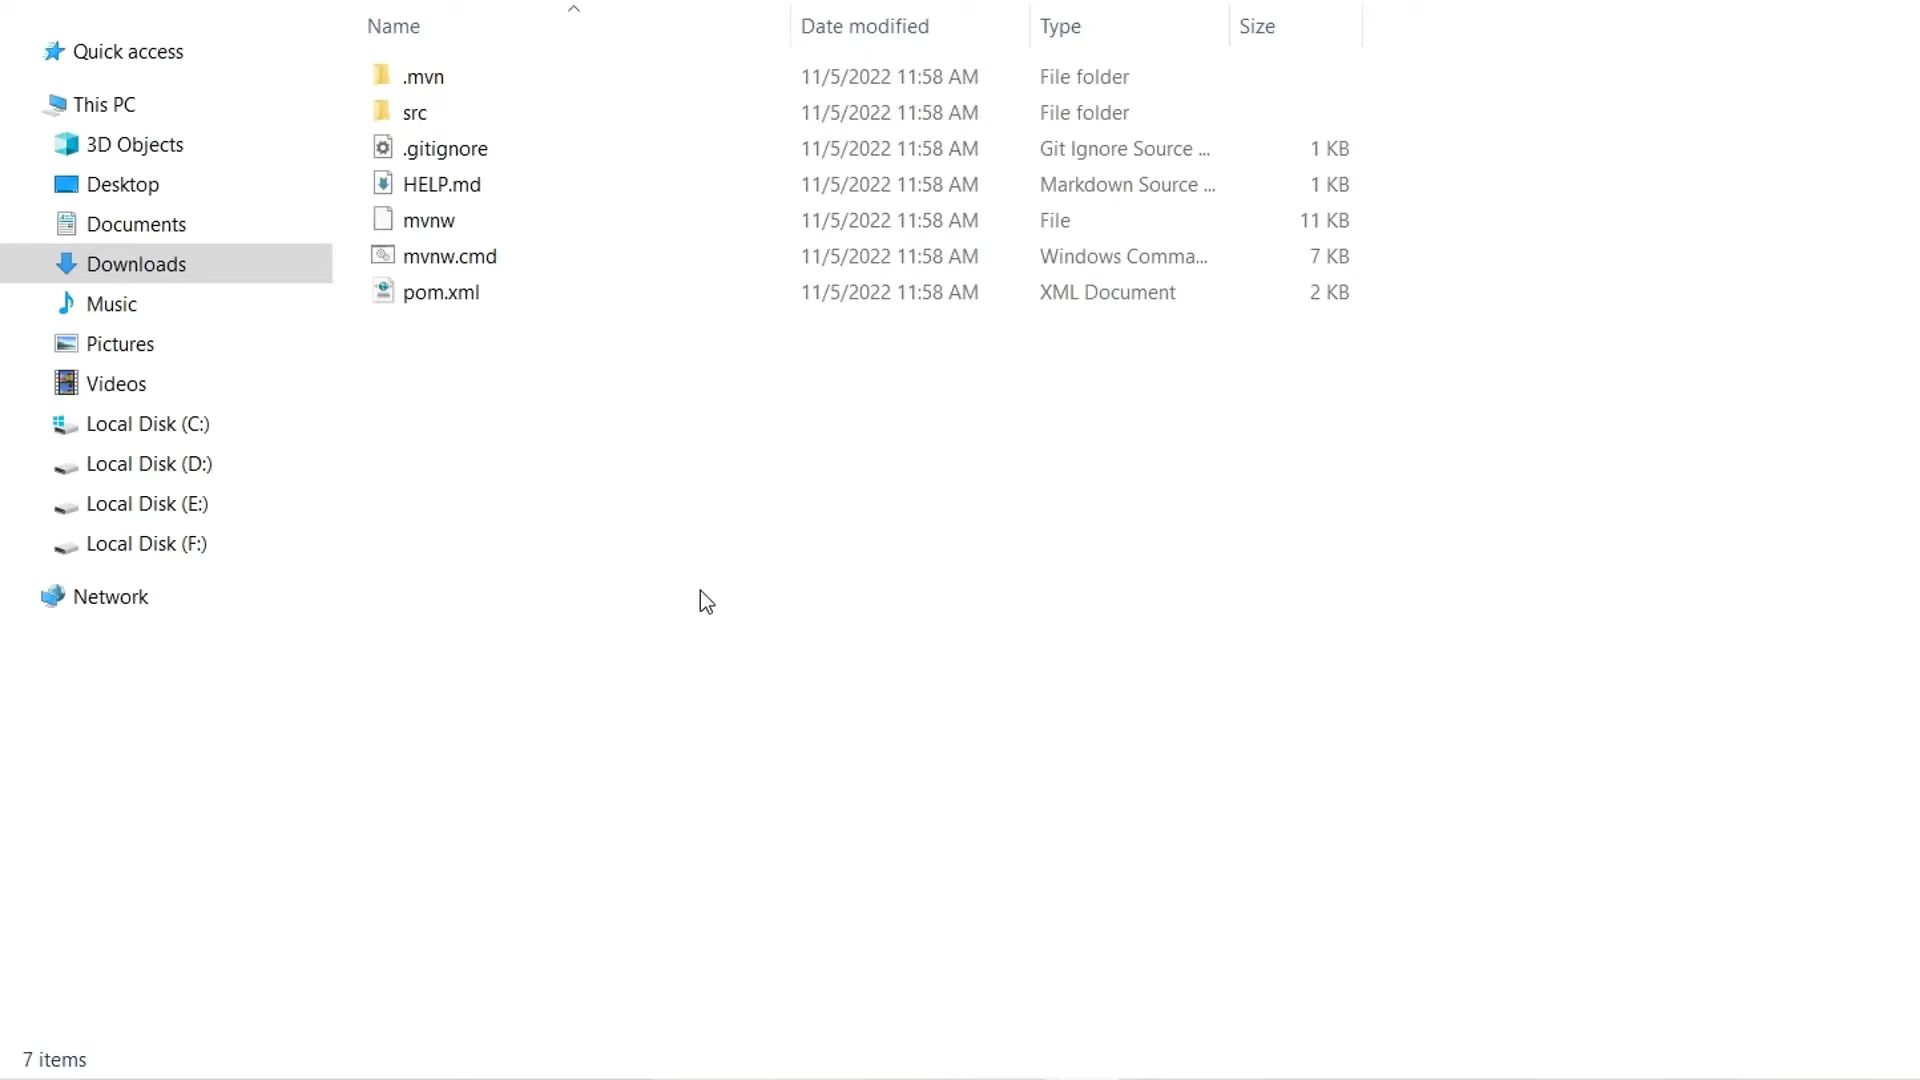 Name Date modified Type Size
Quick access
This PC
3D Objects
Desktop
Documents
Downloads
Music
Pictures
Videos
Local Disk (C:)
Local Disk (D:)
Local Disk (E:)
Local Disk (F:)
Network
.mvn 11/5/2022 11:58 AM File folder
src 11/5/2022 11:58 AM File folder
.gitignore 11/5/2022 11:58 AM Git Ignore Source ... 1 KB
HELP.md 11/5/2022 11:58 AM Markdown Source ... 1 KB
mvnw 11/5/2022 11:58 AM File 11 KB
mvnw.cmd 11/5/2022 11:58 AM Windows Comma... 7 KB
pom.xml 11/5/2022 11:58 AM XML Document 2 KB
7 items